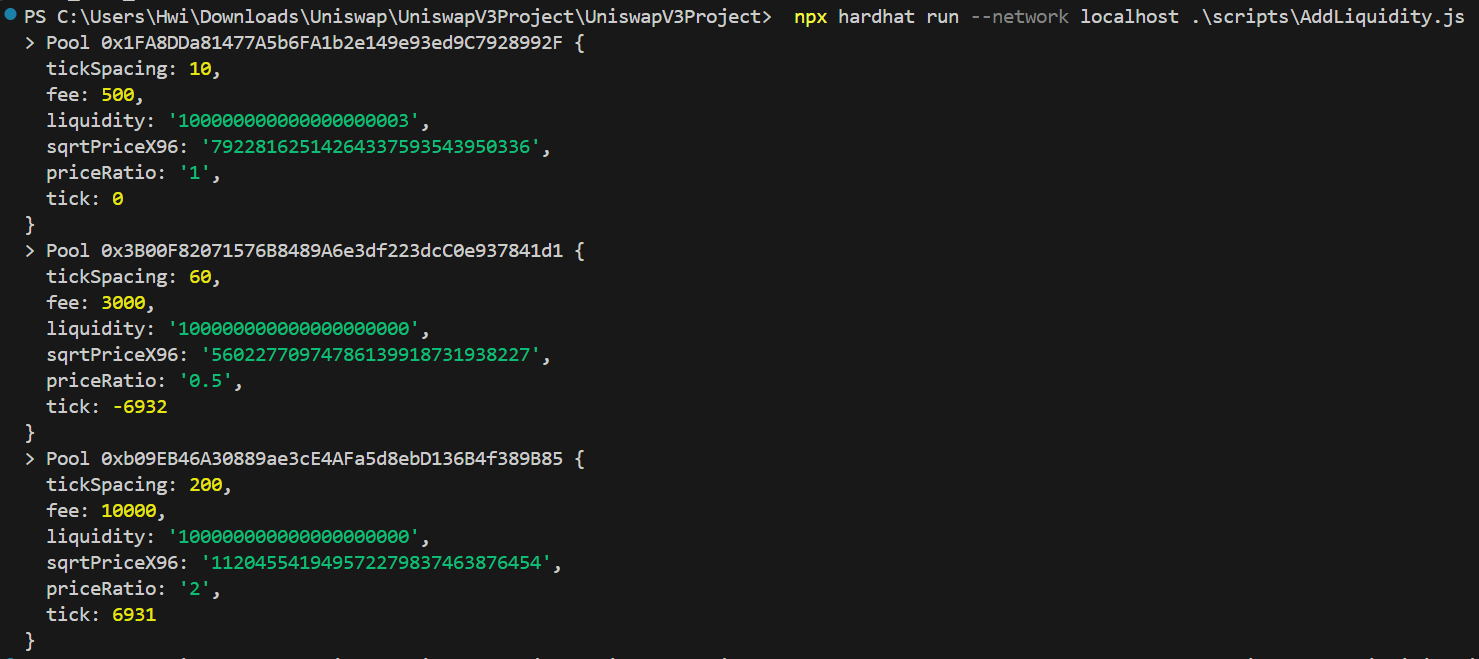 PS C:\Users\Hwi\Downloads\Uniswap\UniswapV3Project\UniswapV3Project> npx hardhat run --network localhost .\scripts\AddLiquidity.js
> Pool 0x1FA8DDa81477A5b6FA1b2e149e93ed9C7928992F {
tickSpacing: 10,
fee: 500,
liquidity: '100000000000000000003',
sqrtPriceX96: '79228162514264337593543950336',
priceRatio: '1',
tick: 0
}
> Pool 0x3B00F82071576B8489A6e3df223dcC0e937841d1 {
tickSpacing: 60,
fee: 3000,
liquidity: '100000000000000000000',
sqrtPriceX96: '56022770974786139918731938227',
priceRatio: '0.5',
tick: -6932
}
> Pool 0xb09EB46A30889ae3cE4AFa5d8ebD136B4f389B85 {
tickSpacing: 200,
fee: 10000,
liquidity: '100000000000000000000',
sqrtPriceX96: '112045541949572279837463876454',
priceRatio: '2',
tick: 6931
}